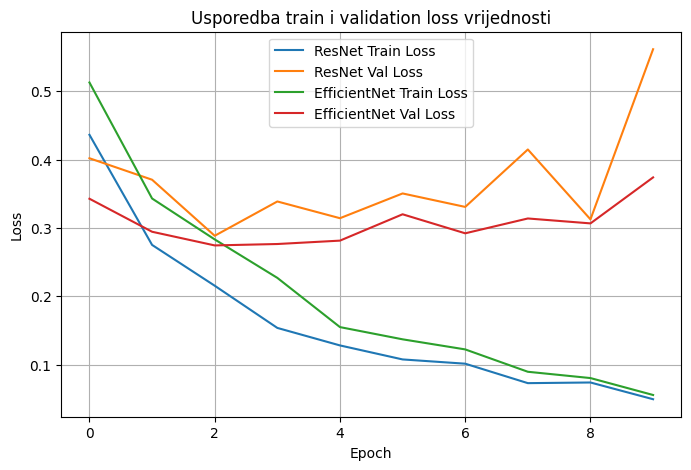 Usporedba train i validation loss vrijednosti
ResNet Train Loss
ResNet Val Loss
EfficientNet Train Loss
EfficientNet Val Loss
Loss
0.5
0.4
0.3
0.2
0.1
0 2 4 6 8
Epoch